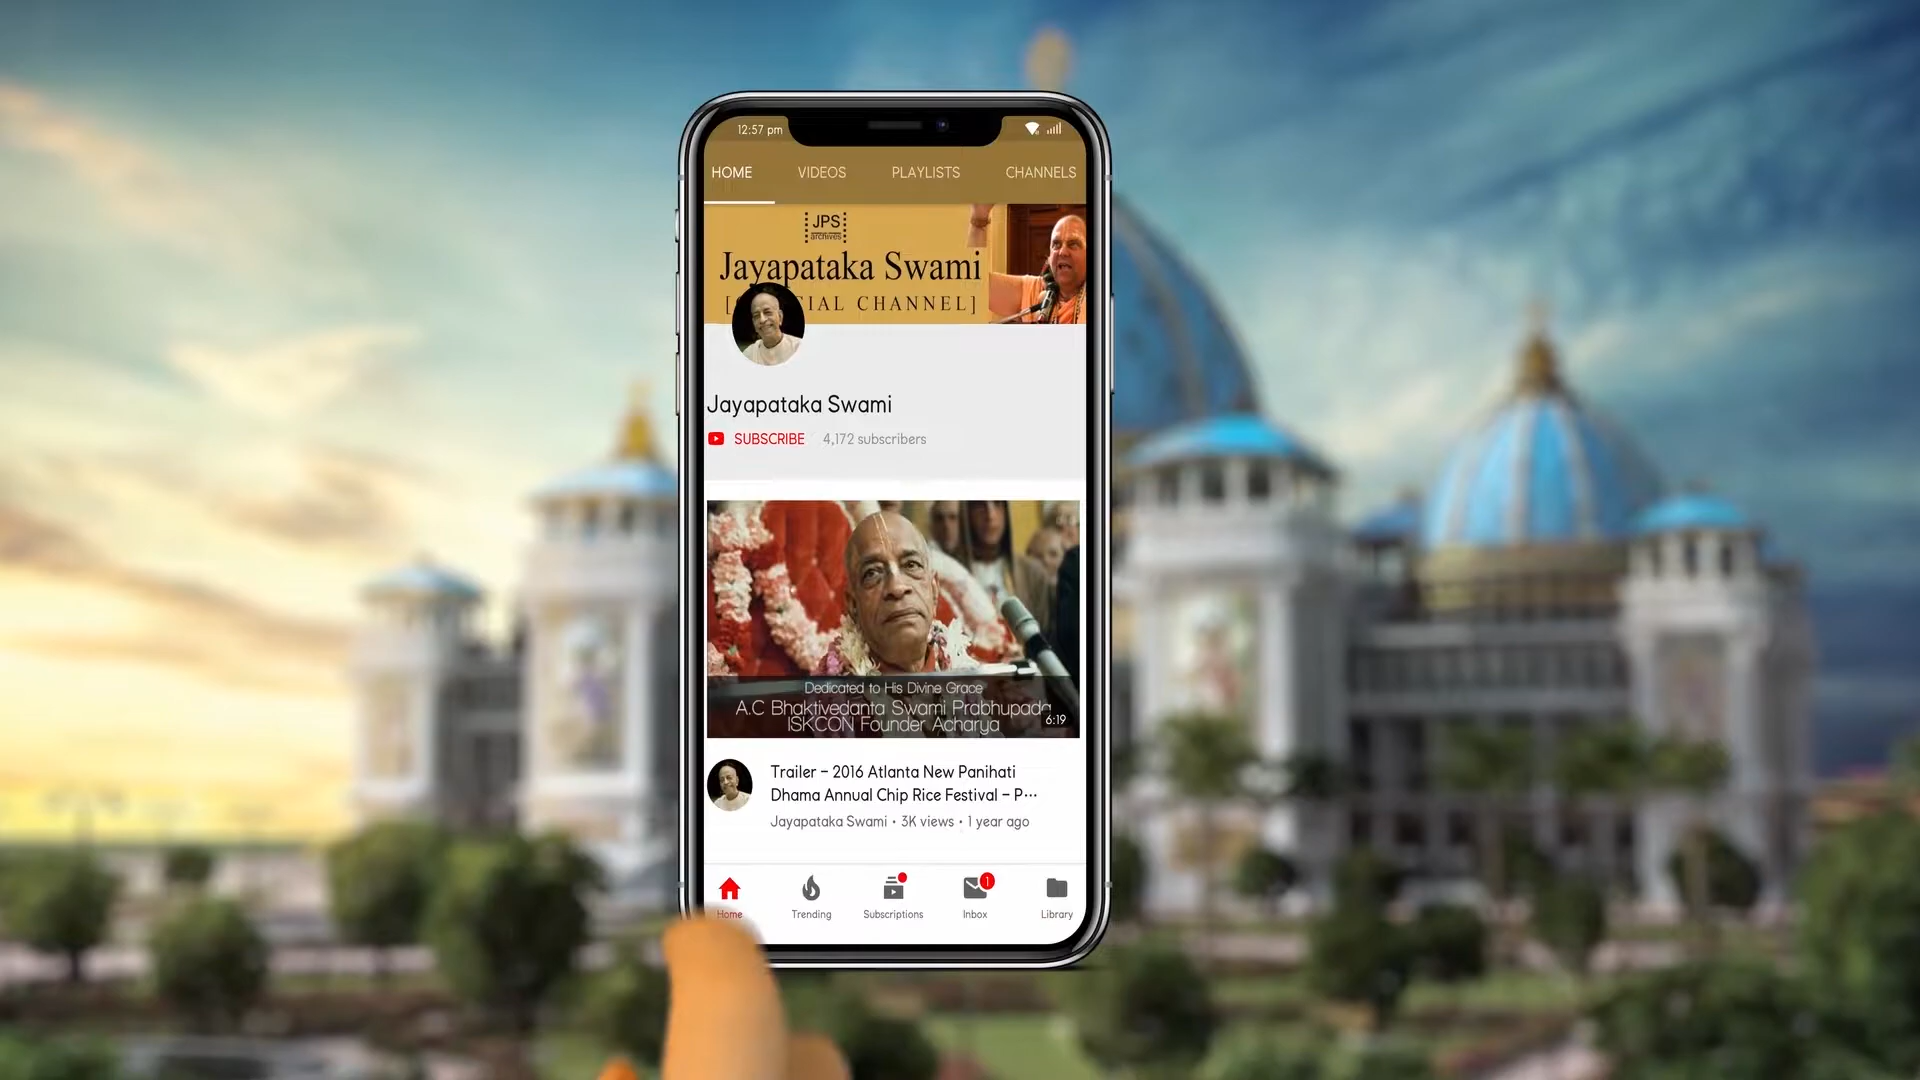 12:57 pm
HOME VIDEOS PLAYLISTS CHANNELS
JPS
archives
Jayapataka Swami
CIAL CHANNEL]
Jayapataka Swami
SUBSCRIBE 4,172 subscribers
Dedicated to His Divine Grace
A.C Bhaktivedanta Swami Prabhupada
ISKCON Founder Acharya
6:19
Trailer - 2016 Atlanta New Panihati
Dhama Annual Chip Rice Festival - P...
Jayapataka Swami • 3K views • 1 year ago
1
Home Trending Subscriptions Inbox Library